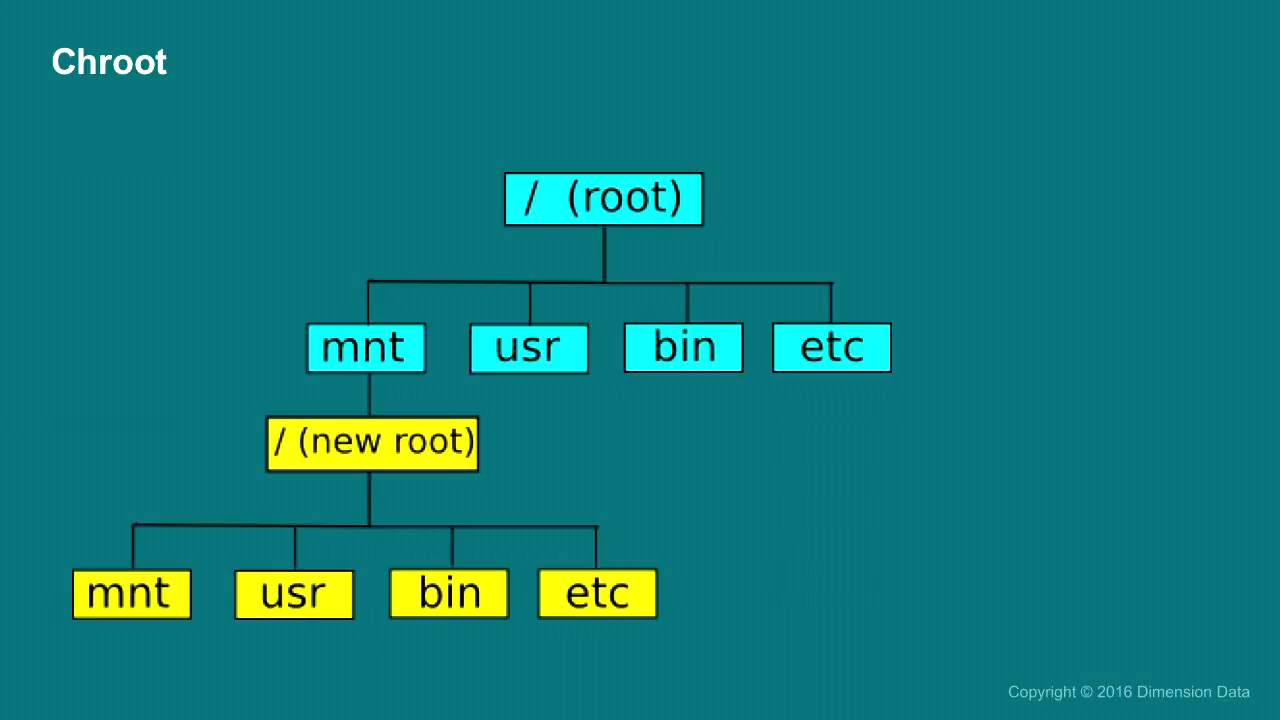 Chroot
/ (root)
mnt
usr
bin
etc
/ (new root)
mnt
usr
bin
etc
Copyright © 2016 Dimension Data